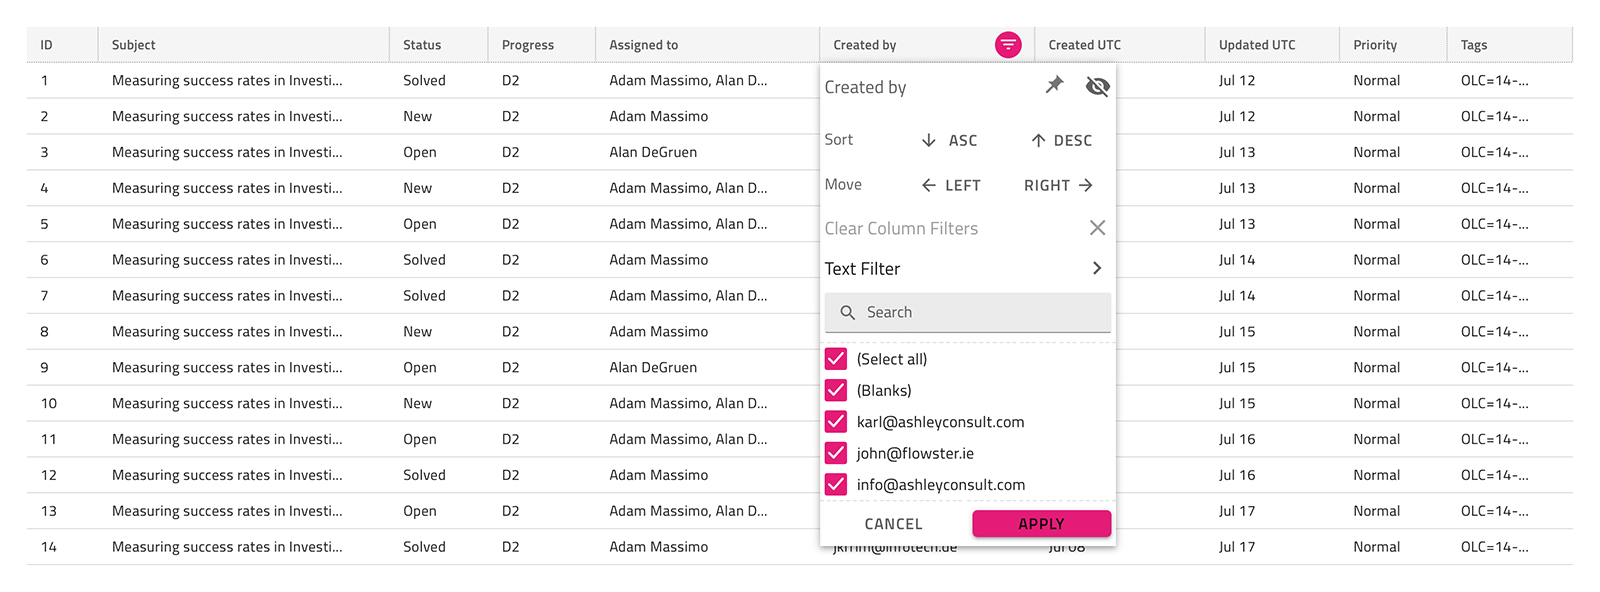 ID Subject Status Progress Assigned to Created by Created UTC Updated UTC Priority Tags
1 Measuring success rates in Investi... Solved D2 Adam Massimo, Alan D... Jul 12 Normal OLC=14-...
2 Measuring success rates in Investi... New D2 Adam Massimo Jul 12 Normal OLC=14-...
3 Measuring success rates in Investi... Open D2 Alan DeGruen Jul 13 Normal OLC=14-...
4 Measuring success rates in Investi... New D2 Adam Massimo, Alan D... Jul 13 Normal OLC=14-...
5 Measuring success rates in Investi... Open D2 Adam Massimo, Alan D... Jul 13 Normal OLC=14-...
6 Measuring success rates in Investi... Solved D2 Adam Massimo Jul 14 Normal OLC=14-...
7 Measuring success rates in Investi... Solved D2 Adam Massimo, Alan D... Jul 14 Normal OLC=14-...
8 Measuring success rates in Investi... New D2 Adam Massimo Jul 15 Normal OLC=14-...
9 Measuring success rates in Investi... Open D2 Alan DeGruen Jul 15 Normal OLC=14-...
10 Measuring success rates in Investi... New D2 Adam Massimo, Alan D... Jul 15 Normal OLC=14-...
11 Measuring success rates in Investi... Open D2 Adam Massimo, Alan D... Jul 16 Normal OLC=14-...
12 Measuring success rates in Investi... Solved D2 Adam Massimo Jul 16 Normal OLC=14-...
13 Measuring success rates in Investi... Open D2 Adam Massimo, Alan D... Jul 17 Normal OLC=14-...
14 Measuring success rates in Investi... Solved D2 Adam Massimo Jul 08 Jul 17 Normal OLC=14-...
Created by
Sort ASC DESC
Move LEFT RIGHT
Clear Column Filters
Text Filter
Search
(Select all)
(Blanks)
karl@ashleyconsult.com
john@flowster.ie
info@ashleyconsult.com
CANCEL APPLY